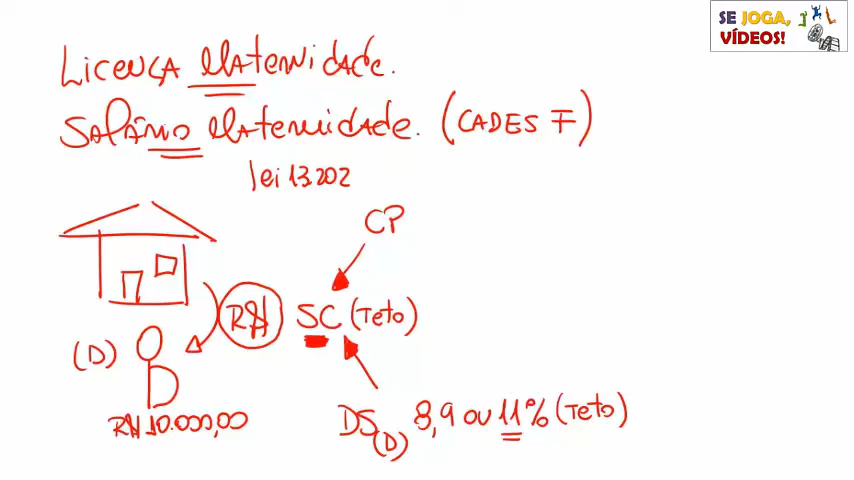 SE JOGA,
VÍDEOS!
Licença Maternidade.
Salário Maternidade. (CADES F)
lei 13.202
CP
R$ SC (Teto)
(D)
R$ 10.000,00
DS (D) 8,9 ou 11% (Teto)